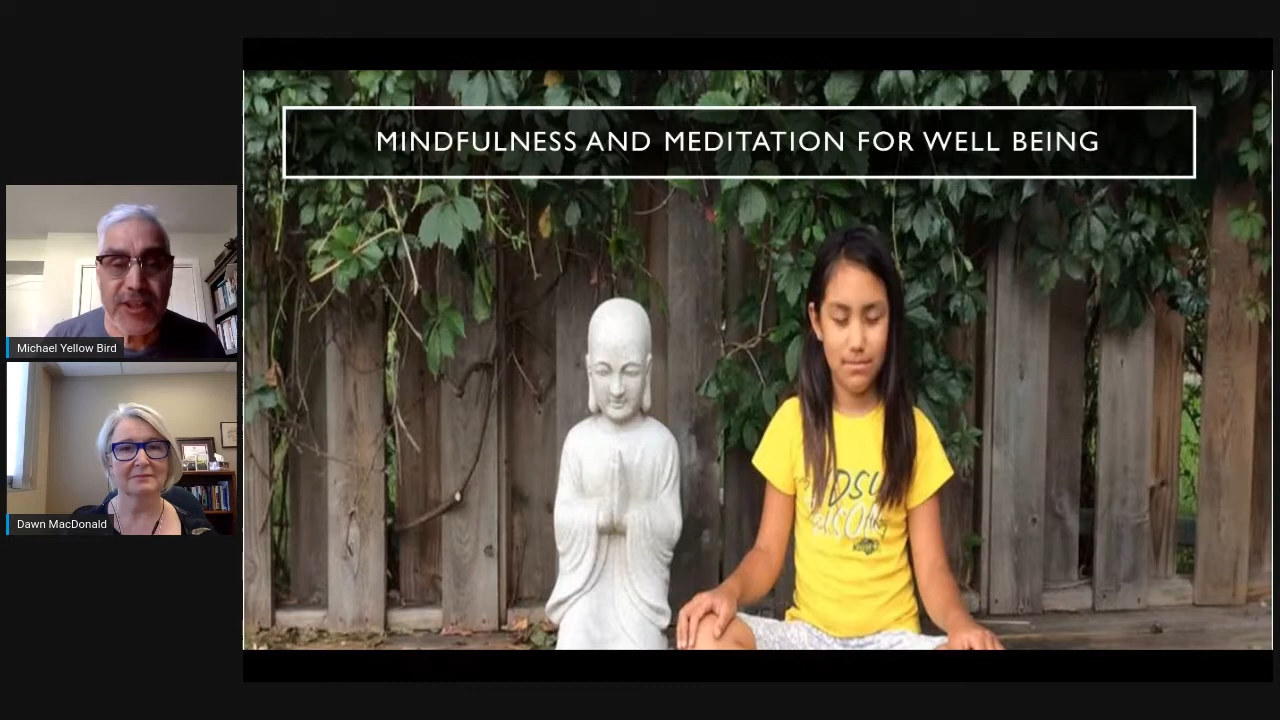 MINDFULNESS AND MEDITATION FOR WELL BEING
Michael Yellow Bird
Dawn MacDonald